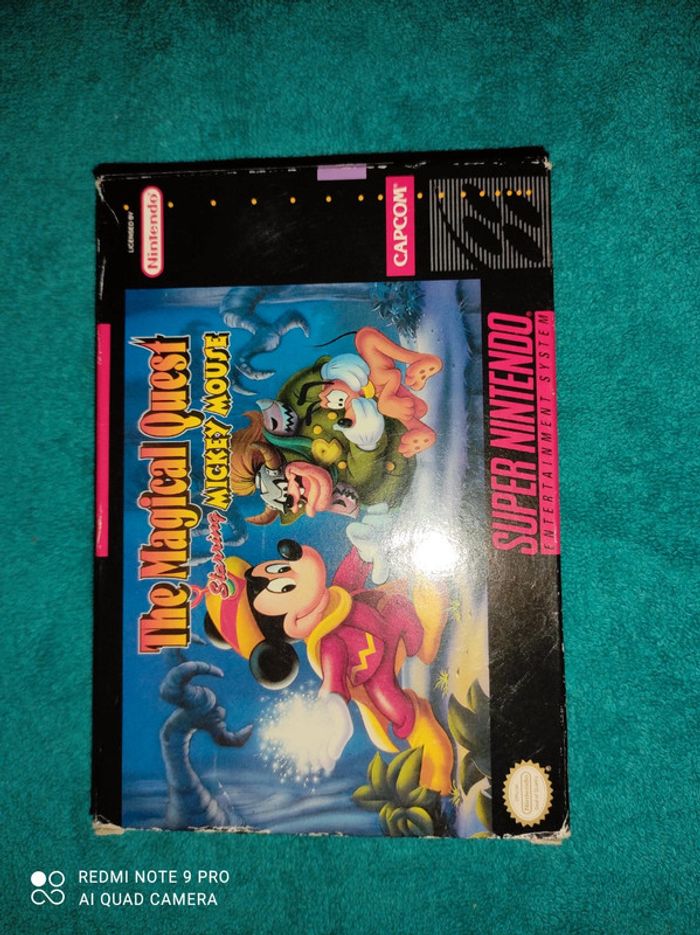 LICENSED BY
Nintendo
CAPCOM
The Magical Quest
Starring
MICKEY MOUSE
SUPER NINTENDO
ENTERTAINMENT SYSTEM
Nintendo
REDMI NOTE 9 PRO
AI QUAD CAMERA